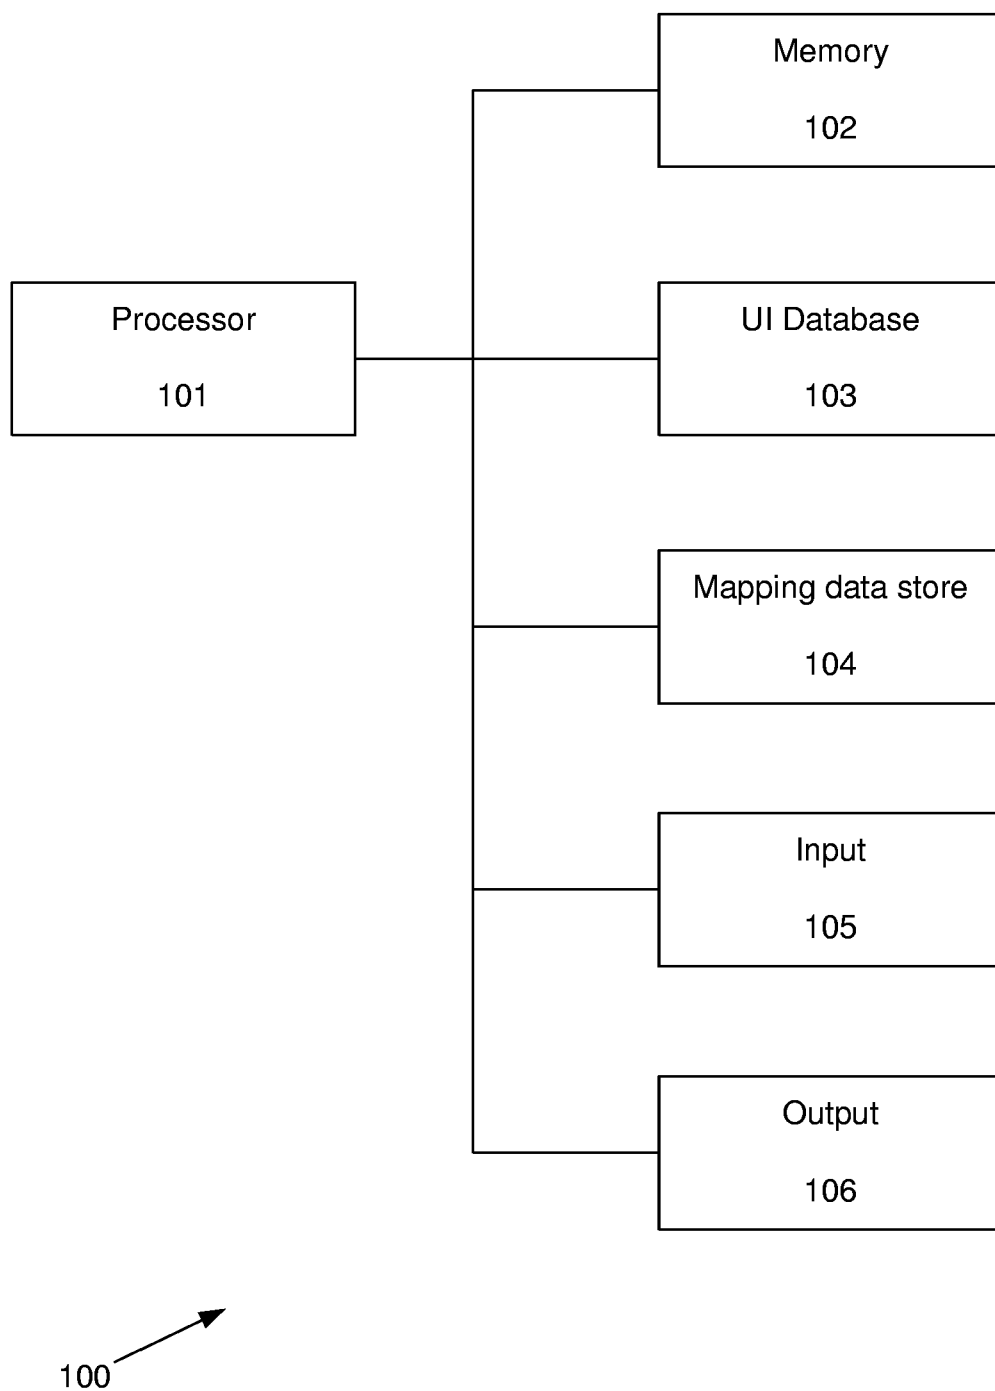 Memory
102
Processor
101
UI Database
103
Mapping data store
104
Input
105
Output
106
100